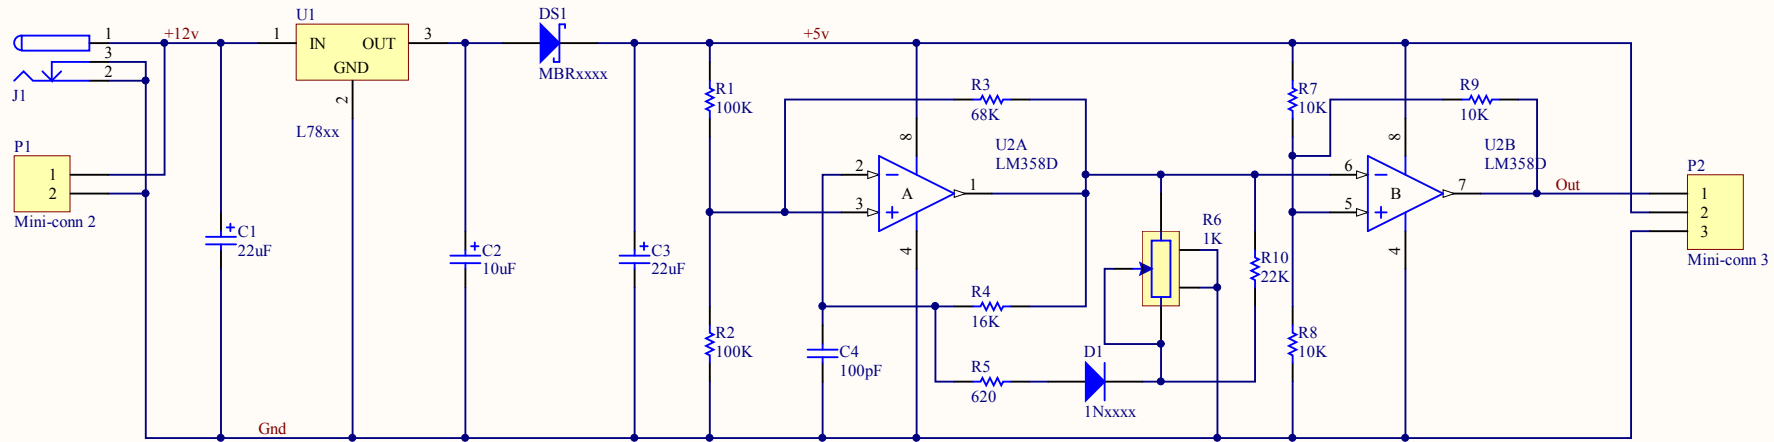 J1
1
3
2
+12v
P1
1
2
Mini-conn 2
C1
22uF
U1
1
IN
OUT
GND
3
2
L78xx
C2
10uF
DS1
MBRxxxx
C3
22uF
+5v
R1
100K
R2
100K
R3
68K
U2A
LM358D
8
2
3
A
1
4
R4
16K
C4
100pF
R5
620
D1
1Nxxxx
R6
1K
R10
22K
R7
10K
R8
10K
R9
10K
U2B
LM358D
8
6
5
B
7
4
Out
P2
1
2
3
Mini-conn 3
Gnd